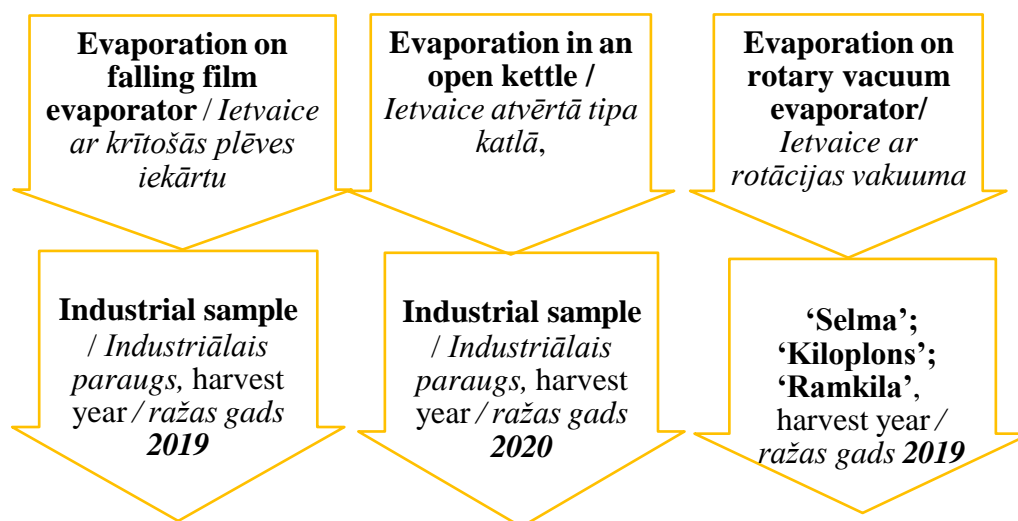 Evaporation on
falling film
evaporator / Ietvaice
ar krītošās plēves
iekārtu
Evaporation in an
open kettle /
Ietvaice atvērtā tipa
katlā,
Evaporation on
rotary vacuum
evaporator/
Ietvaice ar
rotācijas vakuuma
Industrial sample
/ Industriālais
paraugs, harvest
year / ražas gads
2019
Industrial sample
/ Industriālais
paraugs, harvest
year / ražas gads
2020
‘Selma’;
‘Kiloplons’;
‘Ramkila’,
harvest year /
ražas gads 2019